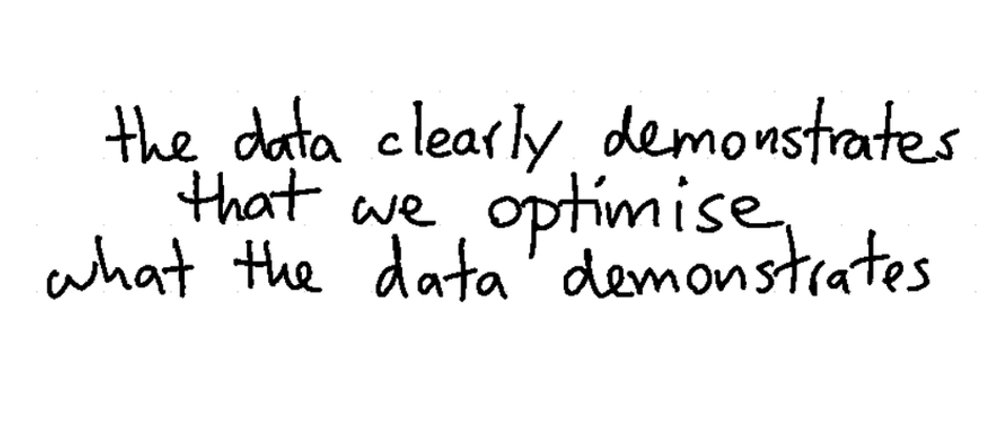 the data clearly demonstrates
that we optimise
what the data demonstrates